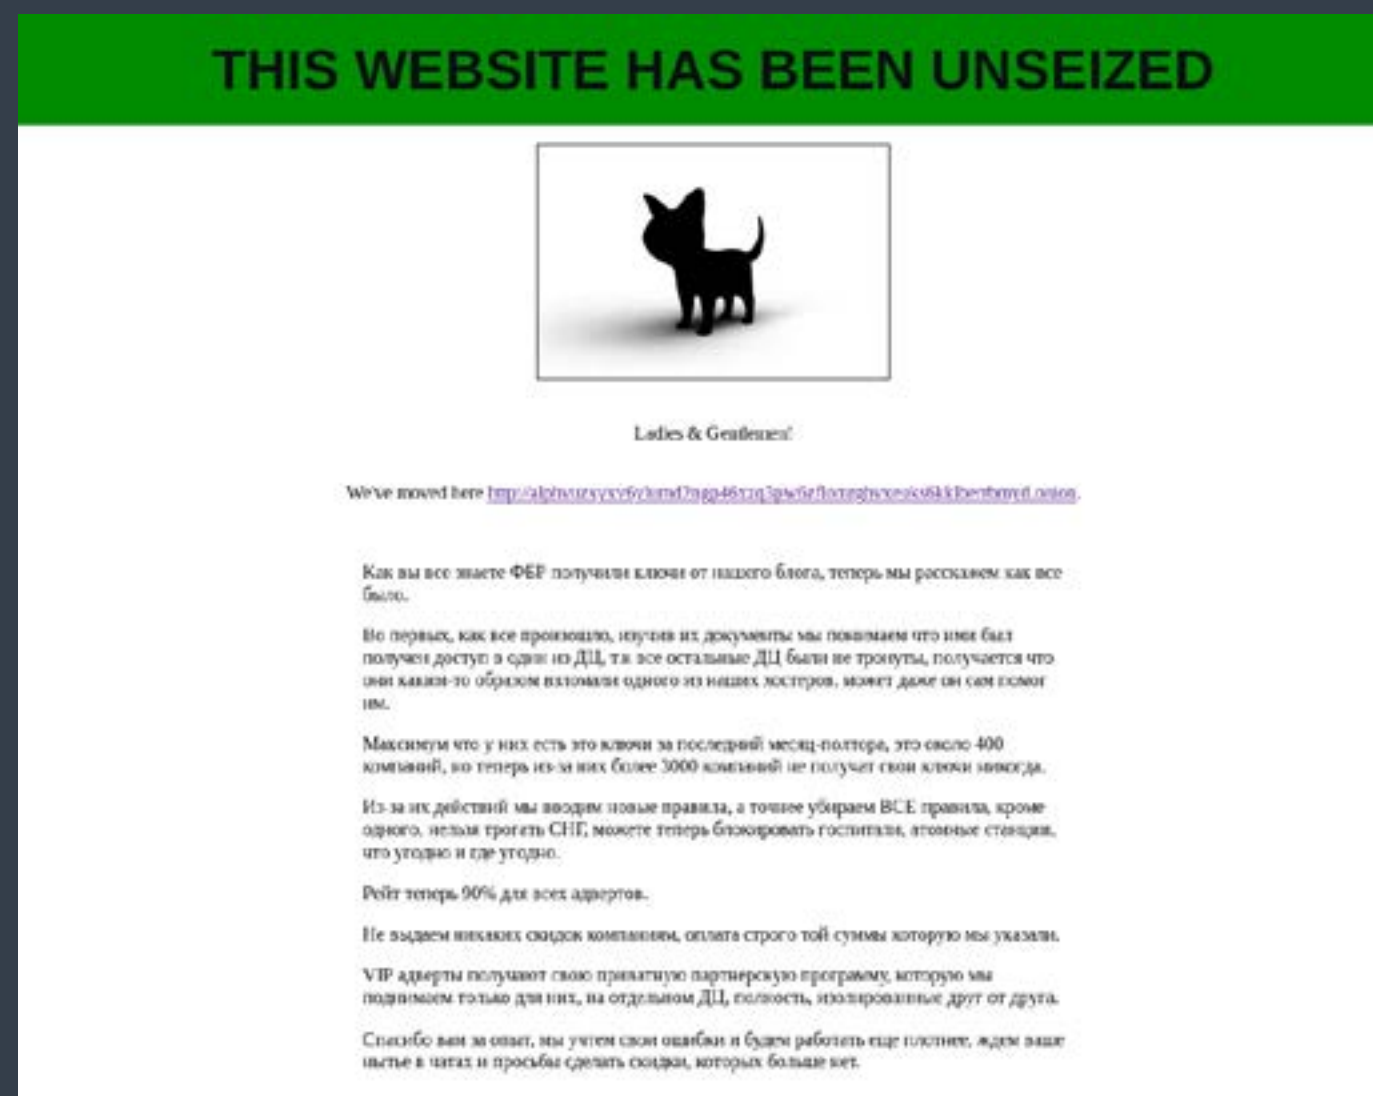 THIS WEBSITE HAS BEEN UNSEIZED
Ladies & Gentlemen!
We've moved here
Как вы все знаете ФБР получили ключи от нашего блога, теперь мы расскажем как все
было.
Во первых, как все произошло, изучив их документы мы понимаем что ими был
получен доступ в один из ДЦ, т.к все остальные ДЦ были не тронуты, получается что
они каким-то образом взломали одного из наших хостеров, может даже он сам помог
им.
Максимум что у них есть это ключи за последний месяц-полтора, это около 400
компаний, но теперь из-за них более 3000 компаний не получат свои ключи никогда.
Из-за их действий мы вводим новые правила, а точнее убираем ВСЕ правила, кроме
одного, нельзя трогать СНГ, можете теперь блокировать госпитали, атомные станции,
что угодно и где угодно.
Рейт теперь 90% для всех адвертов.
Не выдаем никаких скидок компаниям, оплата строго той суммы которую мы указали.
VIP адверты получают свою приватную партнерскую программу, которую мы
поднимаем только для них, на отдельном ДЦ, полность, изолированные друг от друга.
Спасибо вам за опыт, мы учтем свои ошибки и будем работать еще плотнее, ждем ваше
нытье в чатах и просьбы сделать скидки, которых больше нет.